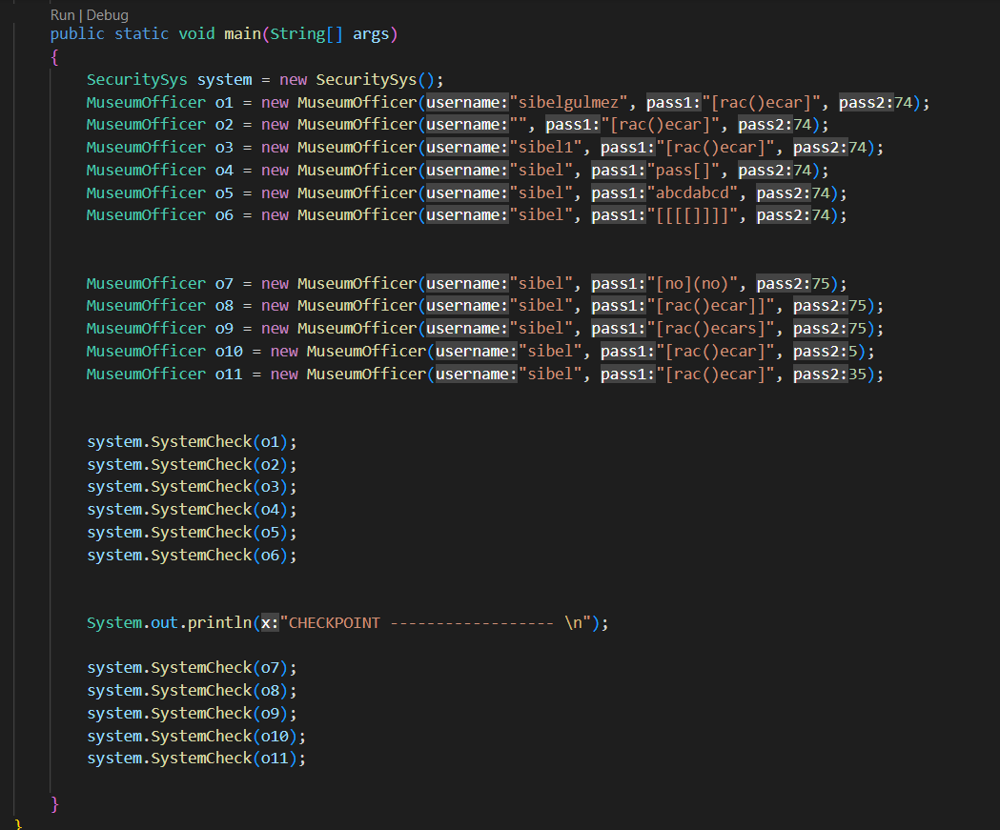 Run | Debug
public static void main(String[] args)
{
SecuritySys system = new SecuritySys();
MuseumOfficer o1 = new MuseumOfficer(username:"sibelgulmez", pass1:"[rac()ecar]", pass2:74);
MuseumOfficer o2 = new MuseumOfficer(username:"", pass1:"[rac()ecar]", pass2:74);
MuseumOfficer o3 = new MuseumOfficer(username:"sibel1", pass1:"[rac()ecar]", pass2:74);
MuseumOfficer o4 = new MuseumOfficer(username:"sibel", pass1:"pass[]", pass2:74);
MuseumOfficer o5 = new MuseumOfficer(username:"sibel", pass1:"abcdabcd", pass2:74);
MuseumOfficer o6 = new MuseumOfficer(username:"sibel", pass1:"[[[[]]]]", pass2:74);
MuseumOfficer o7 = new MuseumOfficer(username:"sibel", pass1:"[no](no)", pass2:75);
MuseumOfficer o8 = new MuseumOfficer(username:"sibel", pass1:"[rac()ecar]]", pass2:75);
MuseumOfficer o9 = new MuseumOfficer(username:"sibel", pass1:"[rac()ecars]", pass2:75);
MuseumOfficer o10 = new MuseumOfficer(username:"sibel", pass1:"[rac()ecar]", pass2:5);
MuseumOfficer o11 = new MuseumOfficer(username:"sibel", pass1:"[rac()ecar]", pass2:35);
system.SystemCheck(o1);
system.SystemCheck(o2);
system.SystemCheck(o3);
system.SystemCheck(o4);
system.SystemCheck(o5);
system.SystemCheck(o6);
System.out.println(x:"CHECKPOINT ------------------ \n");
system.SystemCheck(o7);
system.SystemCheck(o8);
system.SystemCheck(o9);
system.SystemCheck(o10);
system.SystemCheck(o11);
}
}